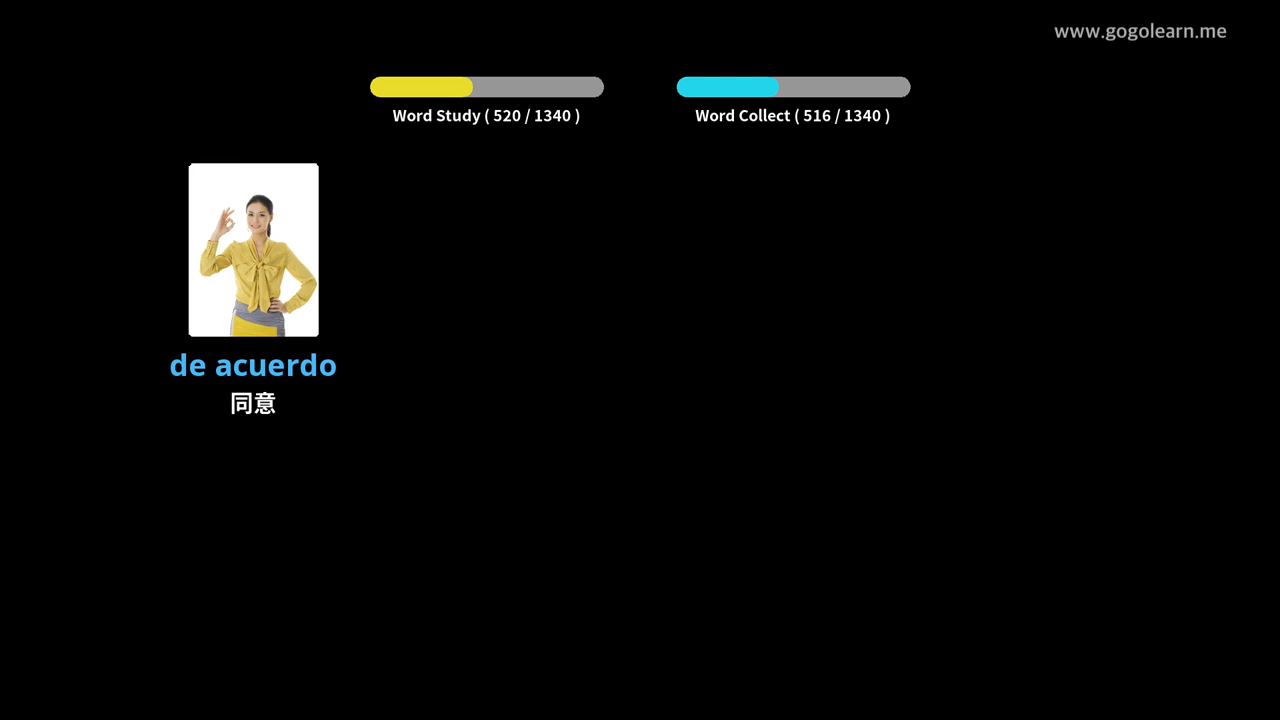 www.gogolearn.me
Word Study ( 520 / 1340 )
Word Collect ( 516 / 1340 )
de acuerdo
同意